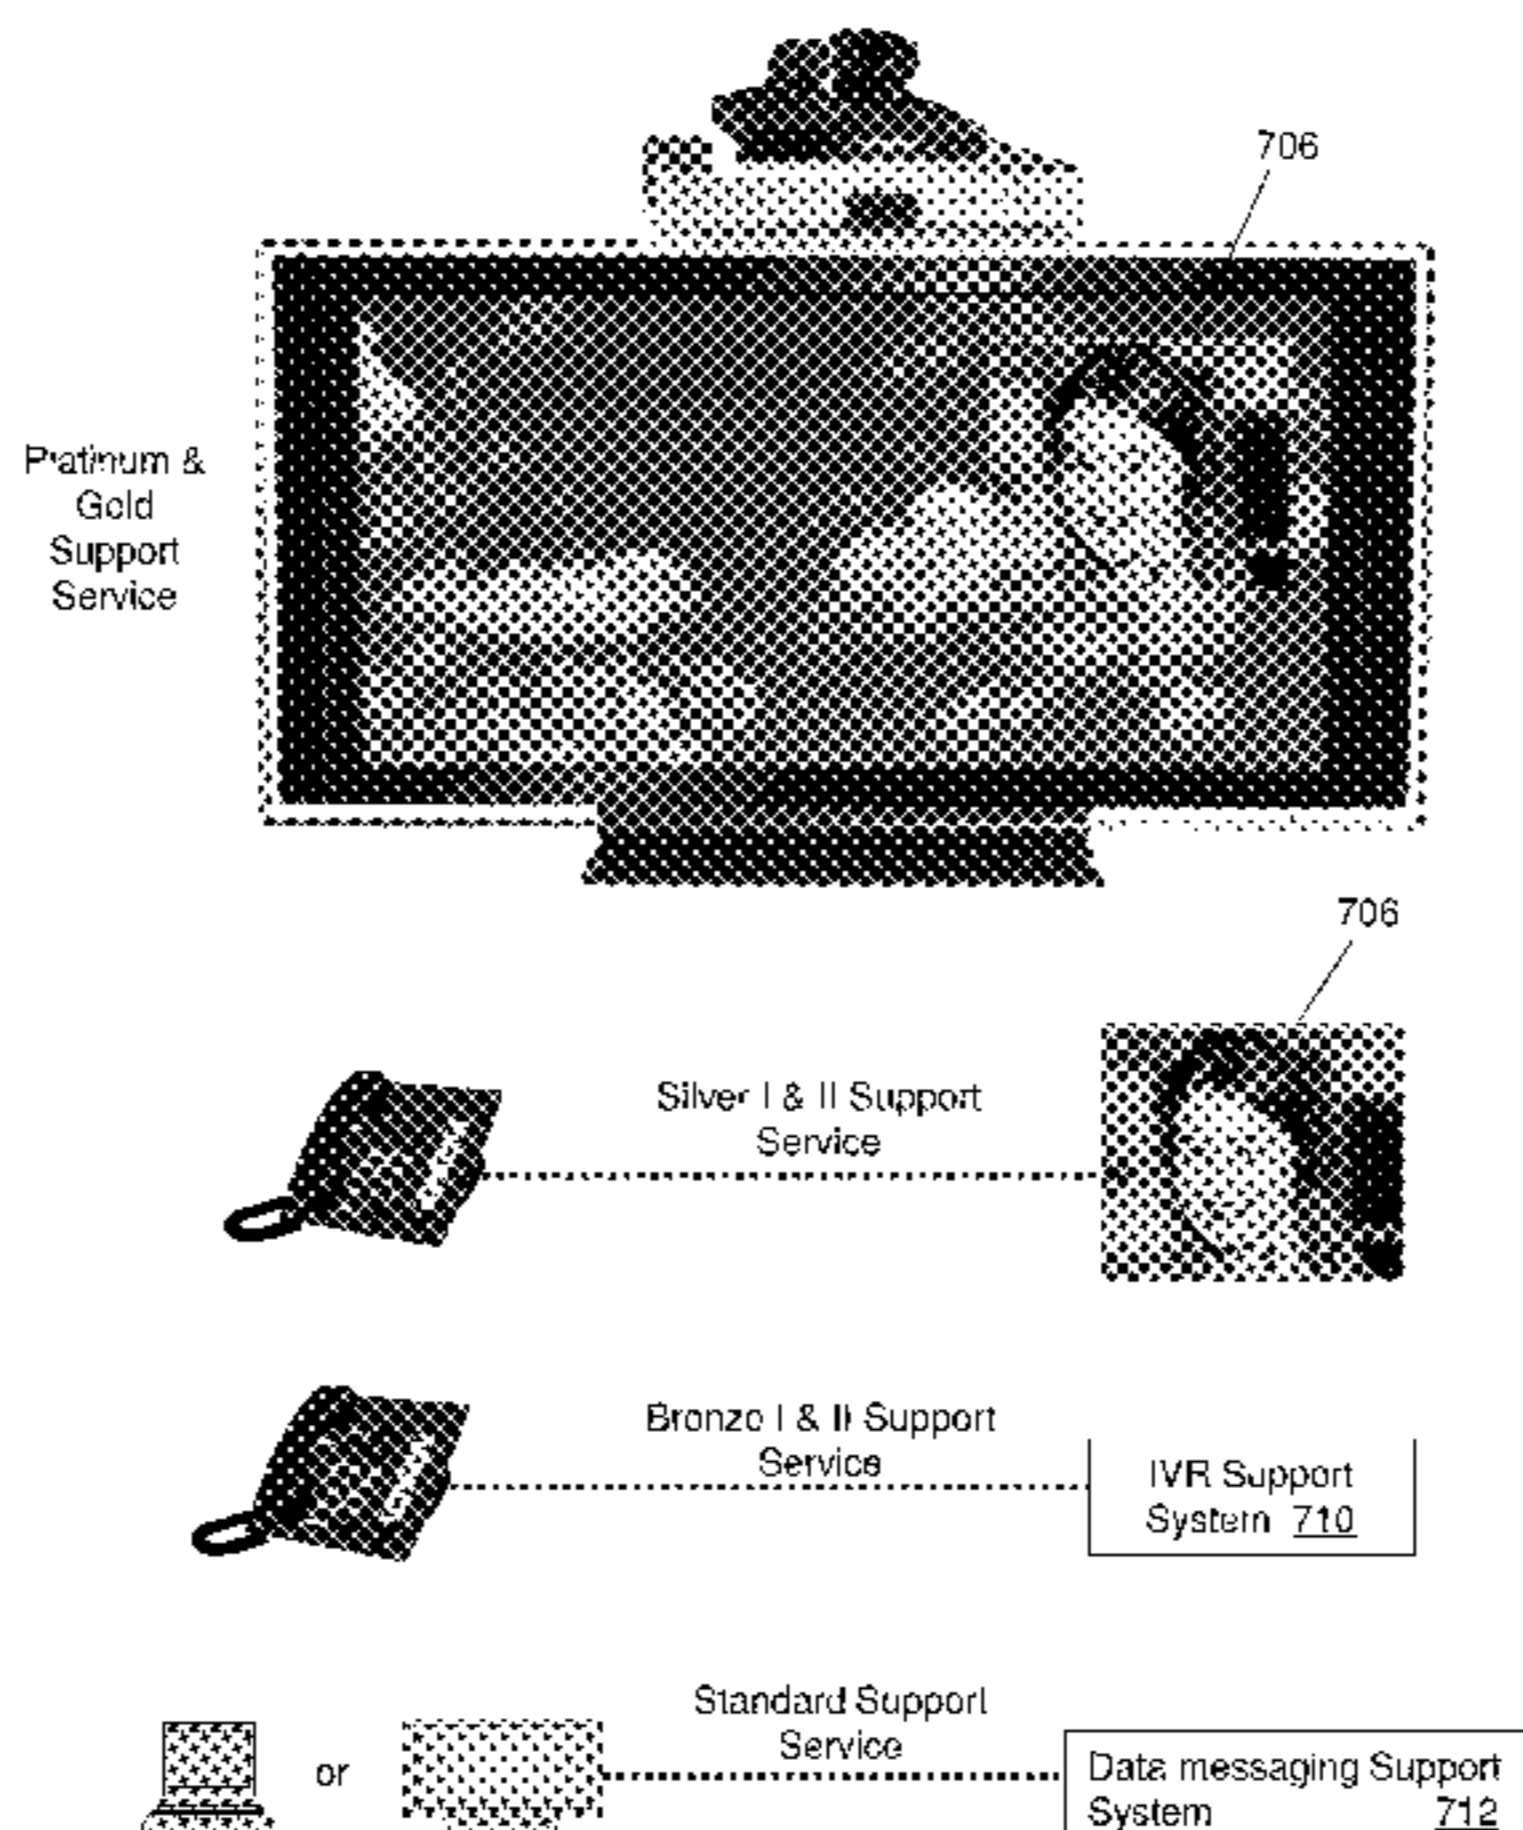 706
Platinum &
Gold
Support
Service
706
Silver I & II Support
Service
Bronze I & II Support
Service
IVR Support
System 710
Standard Support
Service
or
Data messaging Support
System 712